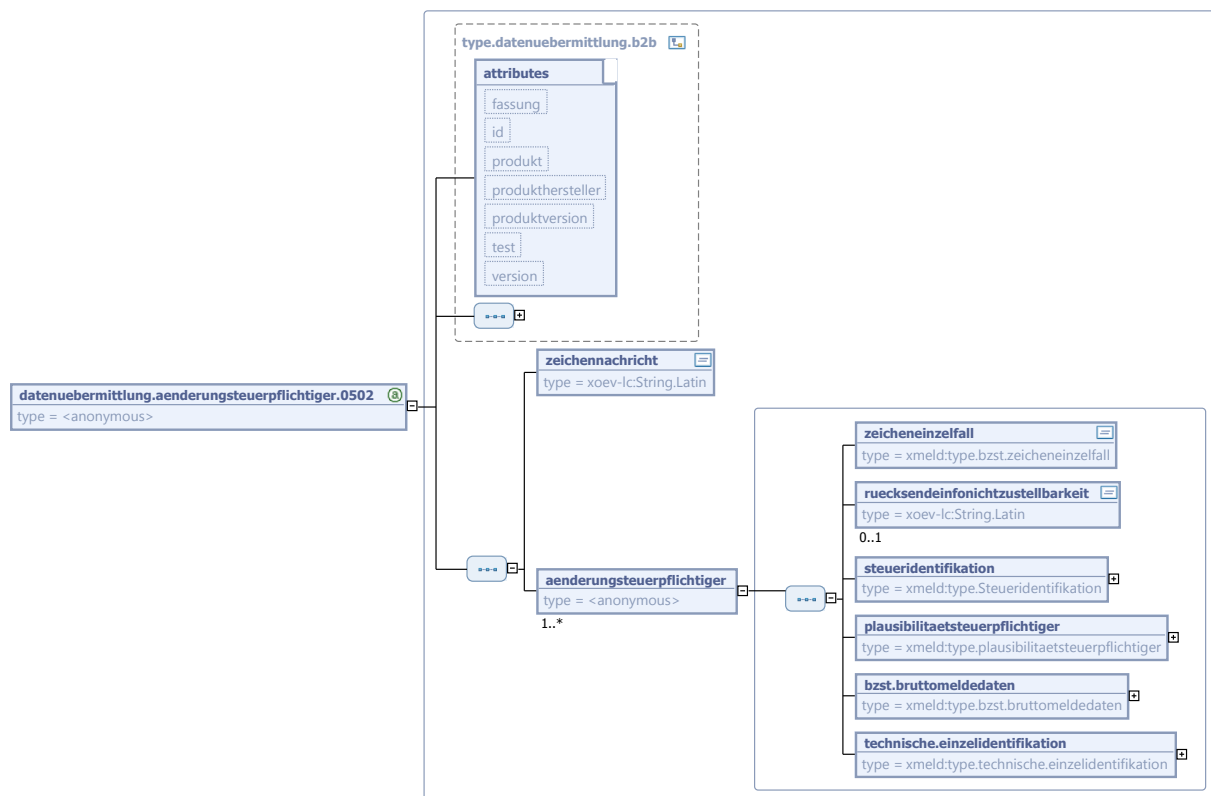 type.datenuebermittlung.b2b
attributes
fassung
id
produkt
produkthersteller
produktversion
test
version
zeichennachricht
type = xoev-lc:String.Latin
datenuebermittlung.aenderungsteuerpflichtiger.0502 a
type = <anonymous>
zeicheneinzelfall
type = xmeld:type.bzst.zeicheneinzelfall
ruecksendeinfonichtzustellbarkeit
type = xoev-lc:String.Latin
0..1
aenderungsteuerpflichtiger
type = <anonymous>
1..*
steueridentifikation
type = xmeld:type.Steueridentifikation
plausibilitaetsteuerpflichtiger
type = xmeld:type.plausibilitaetsteuerpflichtiger
bzst.bruttomeldedaten
type = xmeld:type.bzst.bruttomeldedaten
technische.einzelidentifikation
type = xmeld:type.technische.einzelidentifikation